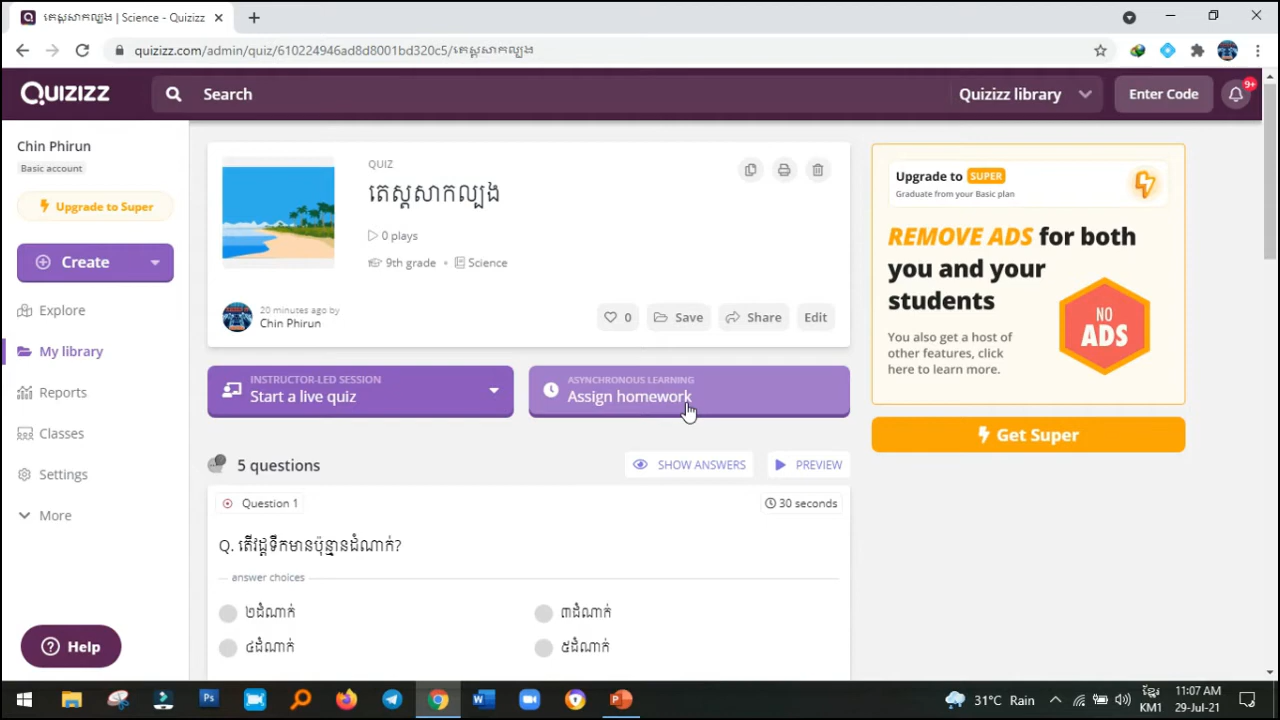 តេស្តសាកល្បង | Science - Quizizz
quizizz.com/admin/quiz/610224946ad8d8001bd320c5/តេស្តសាកល្បង
QUIZIZZ
Search
Quizizz library
Enter Code
9+
Chin Phirun
Basic account
Upgrade to Super
Create
Explore
My library
Reports
Classes
Settings
More
Help
QUIZ
តេស្តសាកល្បង
0 plays
9th grade • Science
20 minutes ago by
Chin Phirun
0
Save
Share
Edit
INSTRUCTOR-LED SESSION
Start a live quiz
ASYNCHRONOUS LEARNING
Assign homework
5 questions
SHOW ANSWERS
PREVIEW
Question 1
30 seconds
Q. តើវដ្តទឹកមានប៉ុន្មានដំណាក់?
answer choices
២ដំណាក់
៣ដំណាក់
៤ដំណាក់
៥ដំណាក់
Upgrade to SUPER
Graduate from your Basic plan
REMOVE ADS for both
you and your
students
You also get a host
of other features, click
here to learn more.
NO
ADS
Get Super
31°C Rain
ខ្មែរ
KM1
11:07 AM
29-Jul-21